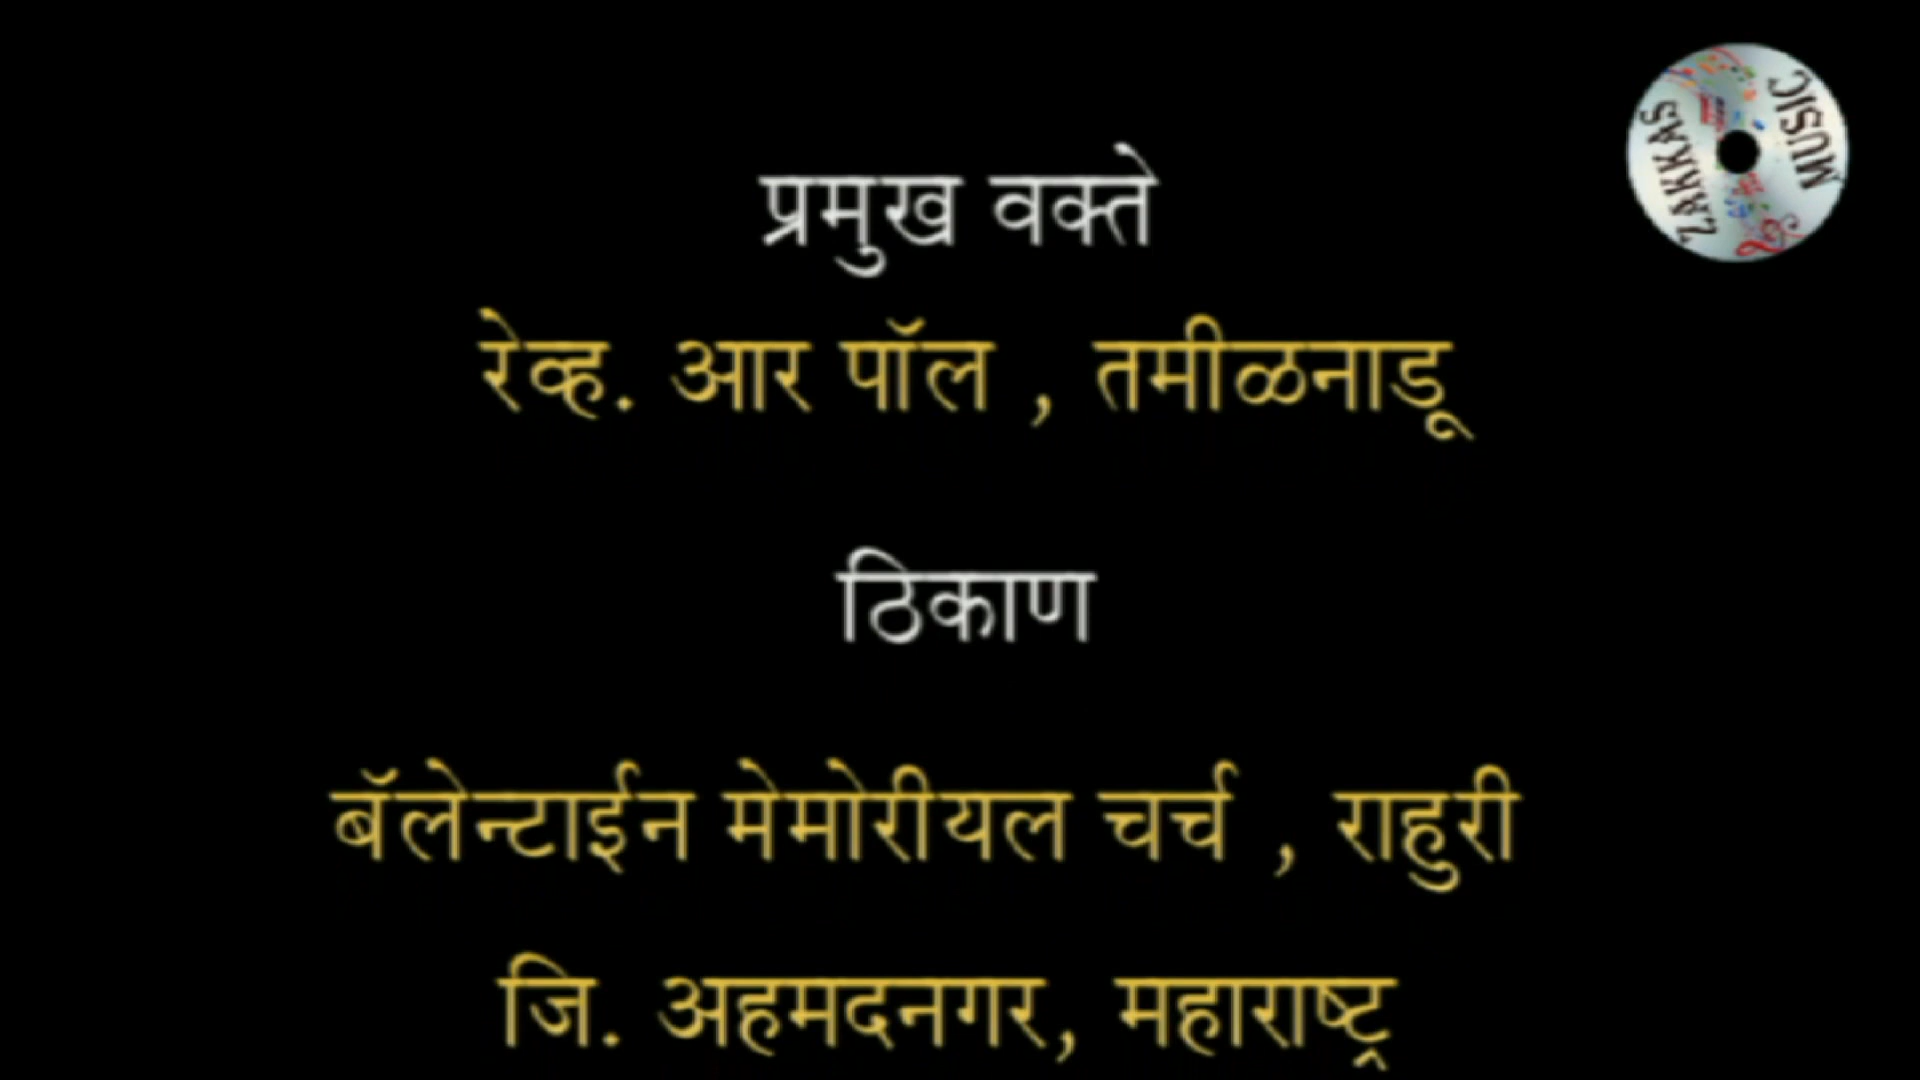 ZAKKAS MUSIC
प्रमुख वक्ते
रेव्ह. आर पॉल , तमीळनाडू
ठिकाण
बॅलेन्टाईन मेमोरीयल चर्च , राहुरी
जि. अहमदनगर, महाराष्ट्र